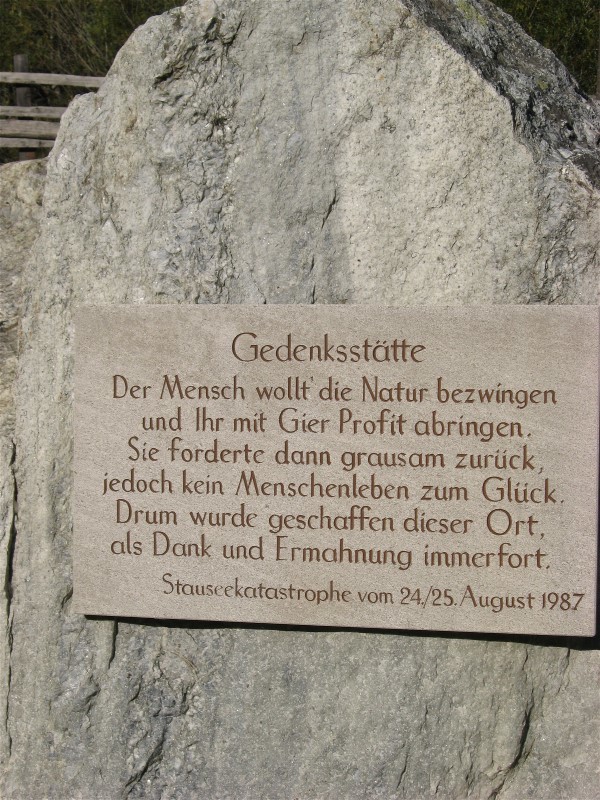 Gedenksstätte
Der Mensch wollt' die Natur bezwingen
und Ihr mit Gier Profit abringen.
Sie forderte dann grausam zurück,
jedoch kein Menschenleben zum Glück.
Drum wurde geschaffen dieser Ort,
als Dank und Ermahnung immerfort.
Stauseekatastrophe vom 24./25. August 1987